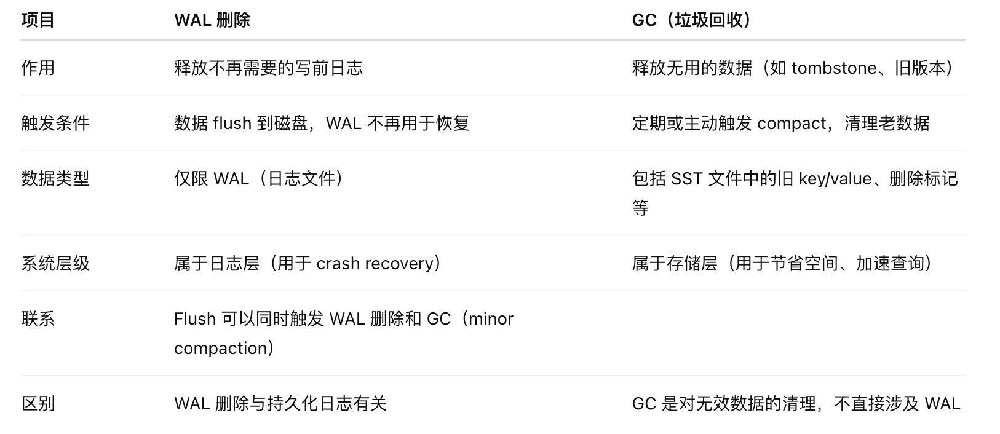 项目 WAL 删除 GC（垃圾回收）
作用 释放不再需要的写前日志 释放无用的数据（如 tombstone、旧版本）
触发条件 数据 flush 到磁盘，WAL 不再用于恢复 定期或主动触发 compact，清理老数据
数据类型 仅限 WAL（日志文件） 包括 SST 文件中的旧 key/value、删除标记
等
系统层级 属于日志层（用于 crash recovery） 属于存储层（用于节省空间、加速查询）
联系 Flush 可以同时触发 WAL 删除和 GC（minor
compaction）
区别 WAL 删除与持久化日志有关 GC 是对无效数据的清理，不直接涉及 WAL